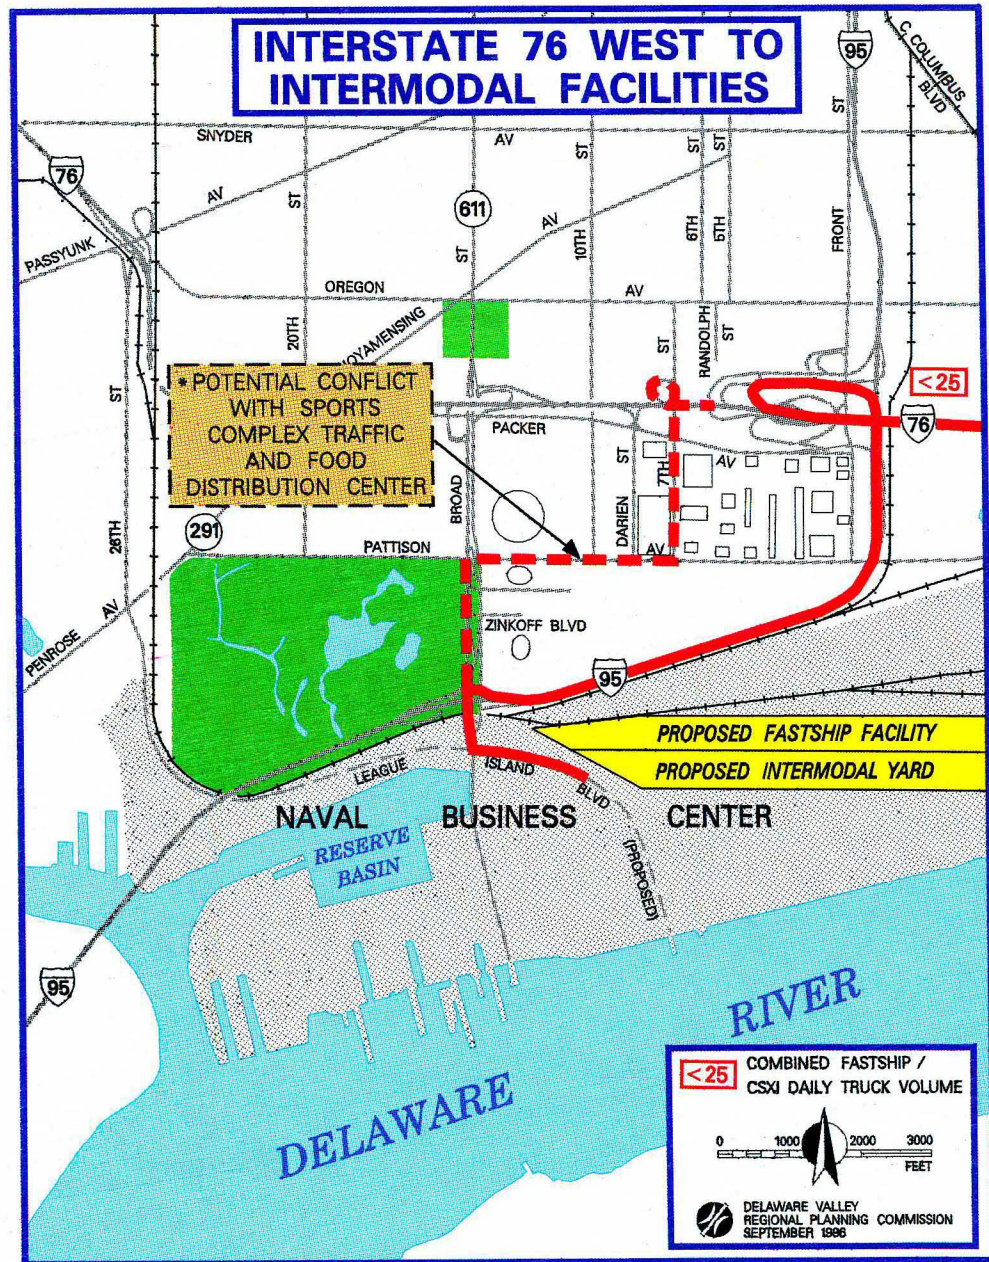 INTERSTATE 76 WEST TO
INTERMODAL FACILITIES
95
C. COLUMBUS
BLVD
SNYDER
AV
ST
ST
ST
ST
76
AV
ST
611
AV
10TH
6TH
5TH
FRONT
PASSYUNK
ST
OREGON
AV
20TH
MOYAMENSING
ST
RANDOLPH
ST
ST
* POTENTIAL CONFLICT
WITH SPORTS
COMPLEX TRAFFIC
AND FOOD
DISTRIBUTION CENTER
<25
76
PACKER
AV
ST
7TH
BROAD
DARIEN
26TH
291
PATTISON
AV
PENROSE
AV
ZINKOFF BLVD
95
PROPOSED FASTSHIP FACILITY
PROPOSED INTERMODAL YARD
LEAGUE
ISLAND
BLVD
(PROPOSED)
NAVAL BUSINESS CENTER
RESERVE
BASIN
95
DELAWARE
RIVER
<25 COMBINED FASTSHIP /
CSXI DAILY TRUCK VOLUME
0 1000 2000 3000
FEET
DELAWARE VALLEY
REGIONAL PLANNING COMMISSION